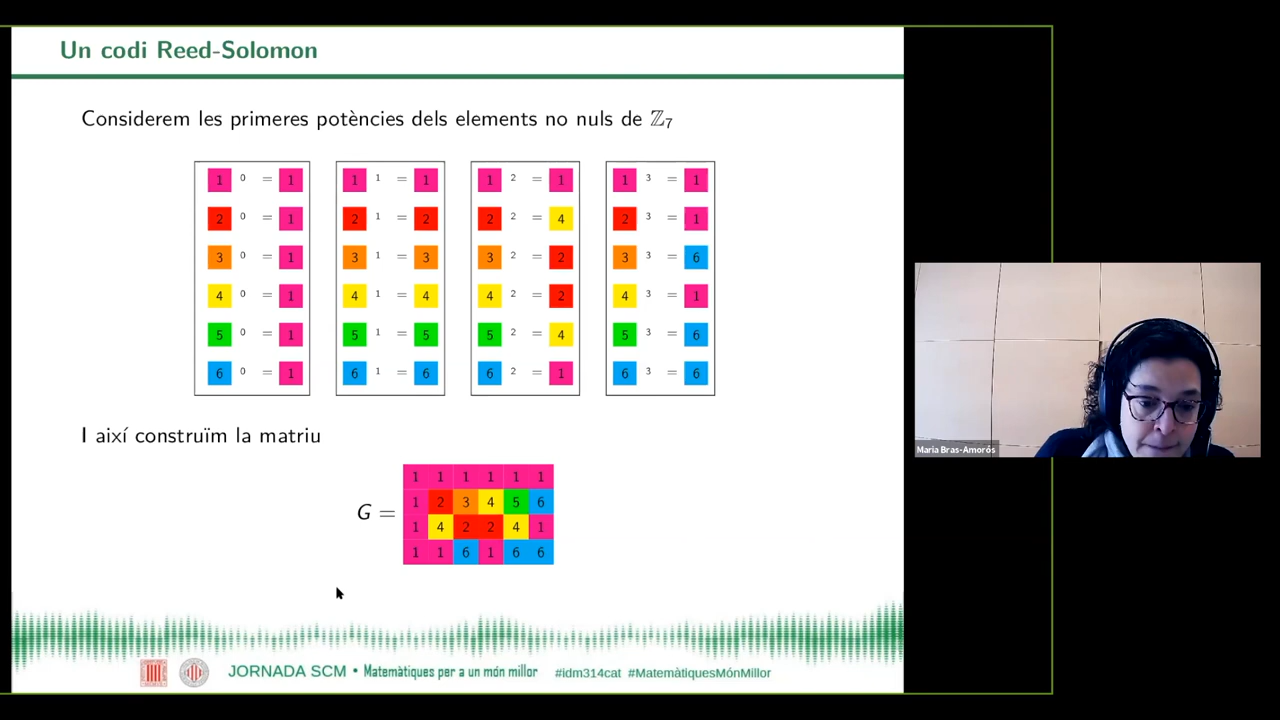 Un codi Reed-Solomon
Considerem les primeres potències dels elements no nuls de ℤ₇
1 ⁰ = 1 1 ¹ = 1 1 ² = 1 1 ³ = 1
2 ⁰ = 1 2 ¹ = 2 2 ² = 4 2 ³ = 1
3 ⁰ = 1 3 ¹ = 3 3 ² = 2 3 ³ = 6
4 ⁰ = 1 4 ¹ = 4 4 ² = 2 4 ³ = 1
5 ⁰ = 1 5 ¹ = 5 5 ² = 4 5 ³ = 6
6 ⁰ = 1 6 ¹ = 6 6 ² = 1 6 ³ = 6
I així construïm la matriu
G =
1 1 1 1 1 1
1 2 3 4 5 6
1 4 2 2 4 1
1 1 6 1 6 6
JORNADA SCM • Matemàtiques per a un món millor #idm314cat #MatemàtiquesMónMillor
Maria Bras-Amorós